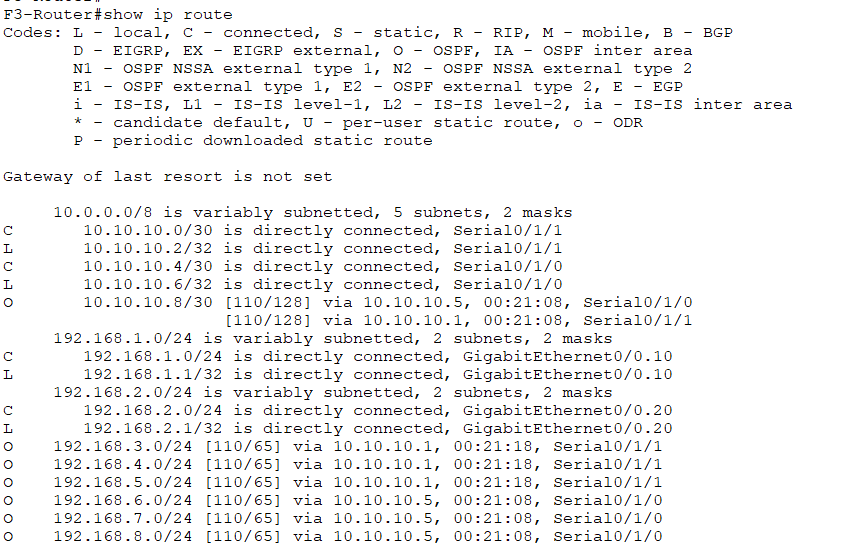 F3-Router#show ip route
Codes: L - local, C - connected, S - static, R - RIP, M - mobile, B - BGP
D - EIGRP, EX - EIGRP external, O - OSPF, IA - OSPF inter area
N1 - OSPF NSSA external type 1, N2 - OSPF NSSA external type 2
E1 - OSPF external type 1, E2 - OSPF external type 2, E - EGP
i - IS-IS, L1 - IS-IS level-1, L2 - IS-IS level-2, ia - IS-IS inter area
* - candidate default, U - per-user static route, o - ODR
P - periodic downloaded static route
Gateway of last resort is not set
10.0.0.0/8 is variably subnetted, 5 subnets, 2 masks
C 10.10.10.0/30 is directly connected, Serial0/1/1
L 10.10.10.2/32 is directly connected, Serial0/1/1
C 10.10.10.4/30 is directly connected, Serial0/1/0
L 10.10.10.6/32 is directly connected, Serial0/1/0
O 10.10.10.8/30 [110/128] via 10.10.10.5, 00:21:08, Serial0/1/0
[110/128] via 10.10.10.1, 00:21:08, Serial0/1/1
192.168.1.0/24 is variably subnetted, 2 subnets, 2 masks
C 192.168.1.0/24 is directly connected, GigabitEthernet0/0.10
L 192.168.1.1/32 is directly connected, GigabitEthernet0/0.10
192.168.2.0/24 is variably subnetted, 2 subnets, 2 masks
C 192.168.2.0/24 is directly connected, GigabitEthernet0/0.20
L 192.168.2.1/32 is directly connected, GigabitEthernet0/0.20
O 192.168.3.0/24 [110/65] via 10.10.10.1, 00:21:18, Serial0/1/1
O 192.168.4.0/24 [110/65] via 10.10.10.1, 00:21:18, Serial0/1/1
O 192.168.5.0/24 [110/65] via 10.10.10.1, 00:21:18, Serial0/1/1
O 192.168.6.0/24 [110/65] via 10.10.10.5, 00:21:08, Serial0/1/0
O 192.168.7.0/24 [110/65] via 10.10.10.5, 00:21:08, Serial0/1/0
O 192.168.8.0/24 [110/65] via 10.10.10.5, 00:21:08, Serial0/1/0